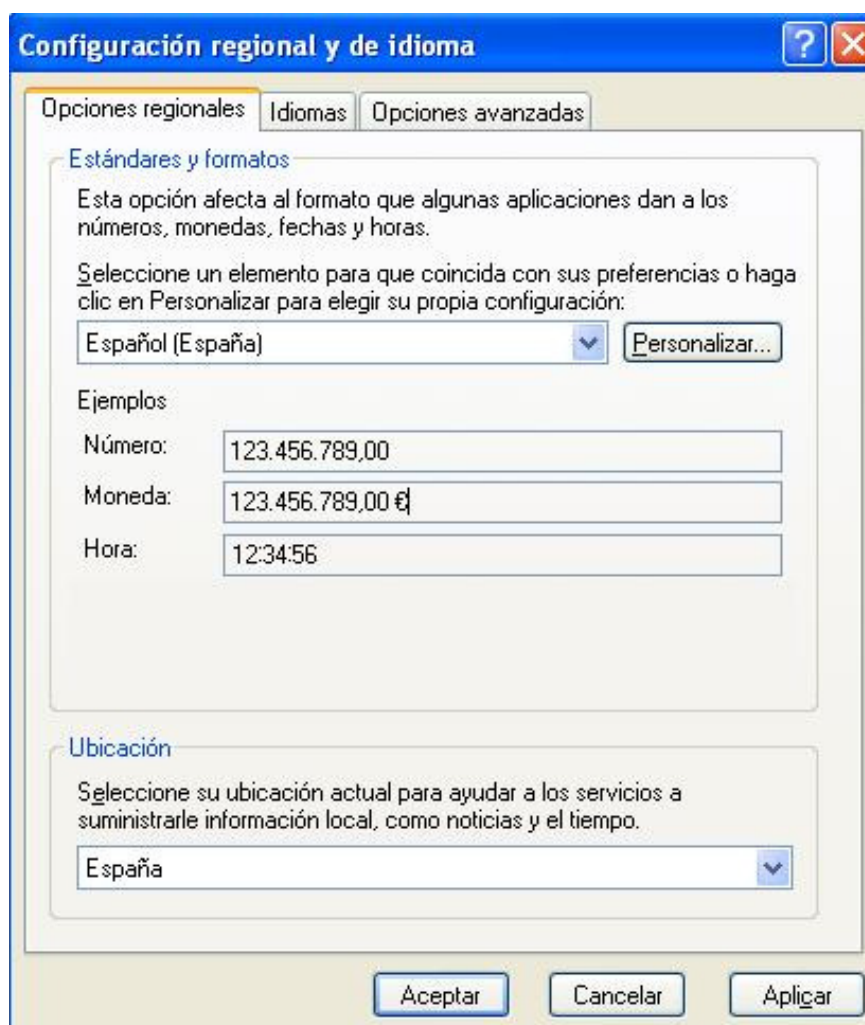 Configuración regional y de idioma
?
Opciones regionales
Idiomas
Opciones avanzadas
Estándares y formatos
Esta opción afecta al formato que algunas aplicaciones dan a los
números, monedas, fechas y horas.
Seleccione un elemento para que coincida con sus preferencias o haga
clic en Personalizar para elegir su propia configuración:
Español (España)
Personalizar...
Ejemplos
Número:
123.456.789,00
Moneda:
123.456.789,00 €
Hora:
12:34:56
Ubicación
Seleccione su ubicación actual para ayudar a los servicios a
suministrarle información local, como noticias y el tiempo.
España
Aceptar
Cancelar
Aplicar